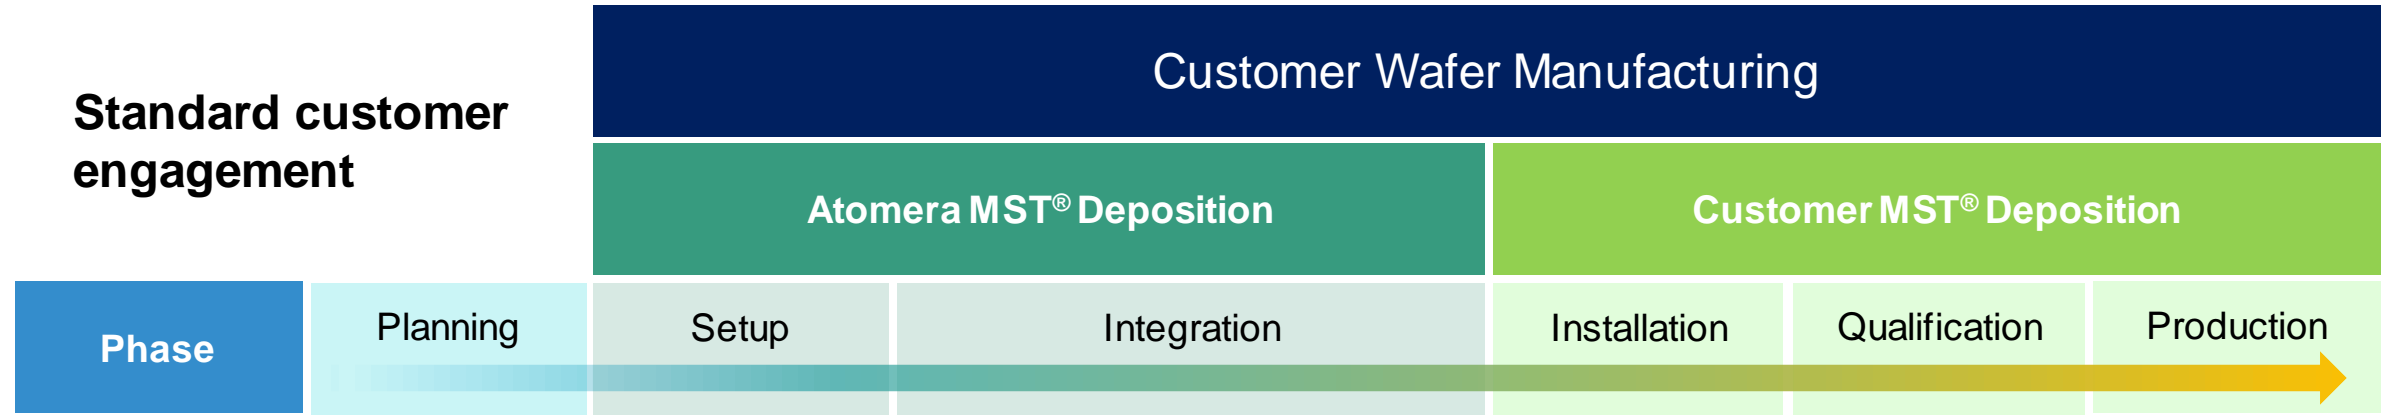 Customer Wafer Manufacturing
Standard customer
engagement
Atomera MST® Deposition
Customer MST® Deposition
Phase
Planning
Setup
Integration
Installation
Qualification
Production